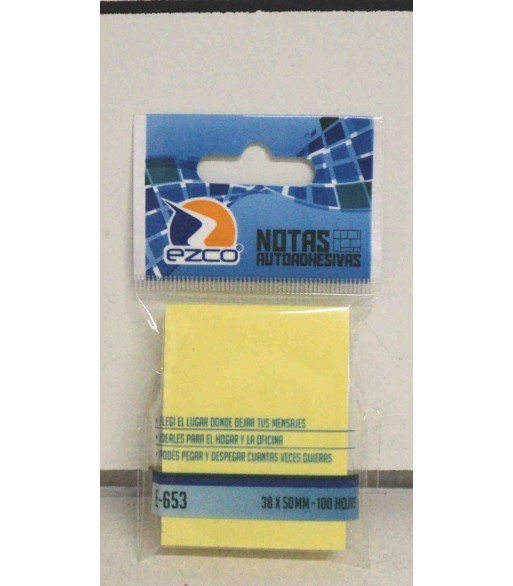 ezco®
NOTAS
AUTOADHESIVAS
• ELEGÍ EL LUGAR DONDE DEJAR TUS MENSAJES
• IDEALES PARA EL HOGAR Y LA OFICINA
• PODÉS PEGAR Y DESPEGAR CUANTAS VECES QUIERAS
E-653
38 X 50MM - 100 HOJAS